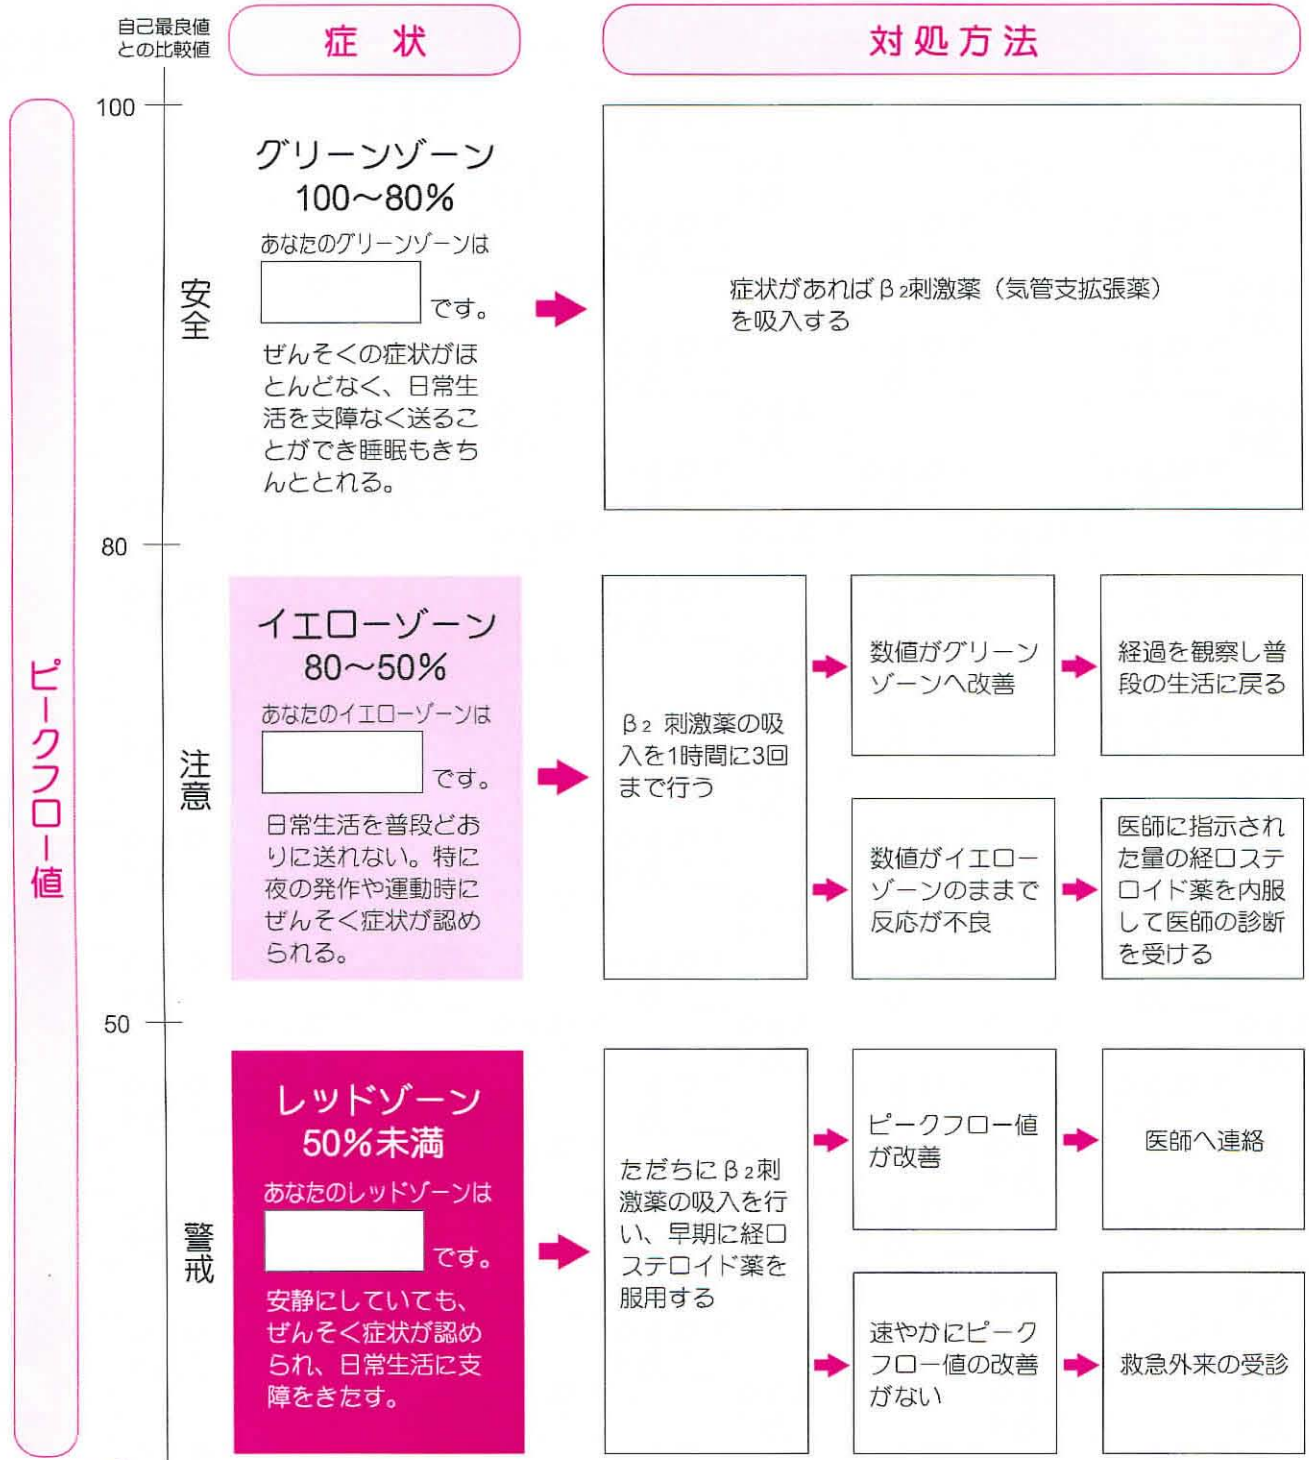 自己最良値
との比較値
症状
対処方法
ピークフロー値
100
安全
グリーンゾーン
100〜80%
あなたのグリーンゾーンは
です。
ぜんそくの症状がほ
とんどなく、日常生
活を支障なく送るこ
とができ睡眠もきち
んととれる。
症状があればβ2刺激薬（気管支拡張薬）
を吸入する
80
注意
イエローゾーン
80〜50%
あなたのイエローゾーンは
です。
日常生活を普段どお
りに送れない。特に
夜の発作や運動時に
ぜんそく症状が認め
られる。
β2 刺激薬の吸
入を1時間に3回
まで行う
数値がグリーン
ゾーンへ改善
経過を観察し普
段の生活に戻る
数値がイエロー
ゾーンのままで
反応が不良
医師に指示され
た量の経口ステ
ロイド薬を内服
して医師の診断
を受ける
50
警戒
レッドゾーン
50%未満
あなたのレッドゾーンは
です。
安静にしていても、
ぜんそく症状が認め
られ、日常生活に支
障をきたす。
ただちにβ2刺
激薬の吸入を行
い、早期に経口
ステロイド薬を
服用する
ピークフロー値
が改善
医師へ連絡
速やかにピーク
フロー値の改善
がない
救急外来の受診